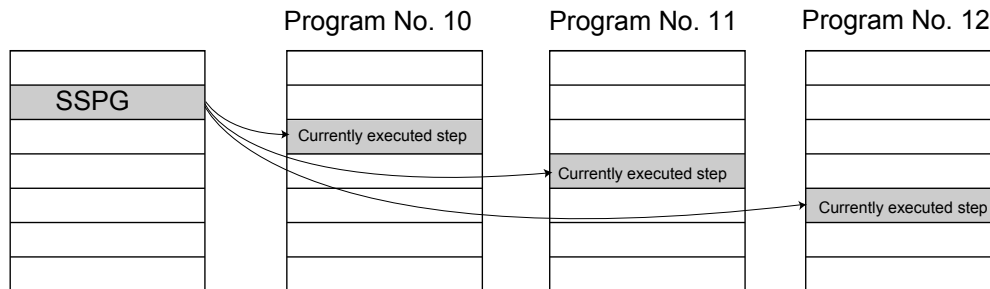 Program No. 10
Program No. 11
Program No. 12
SSPG
Currently executed step
Currently executed step
Currently executed step